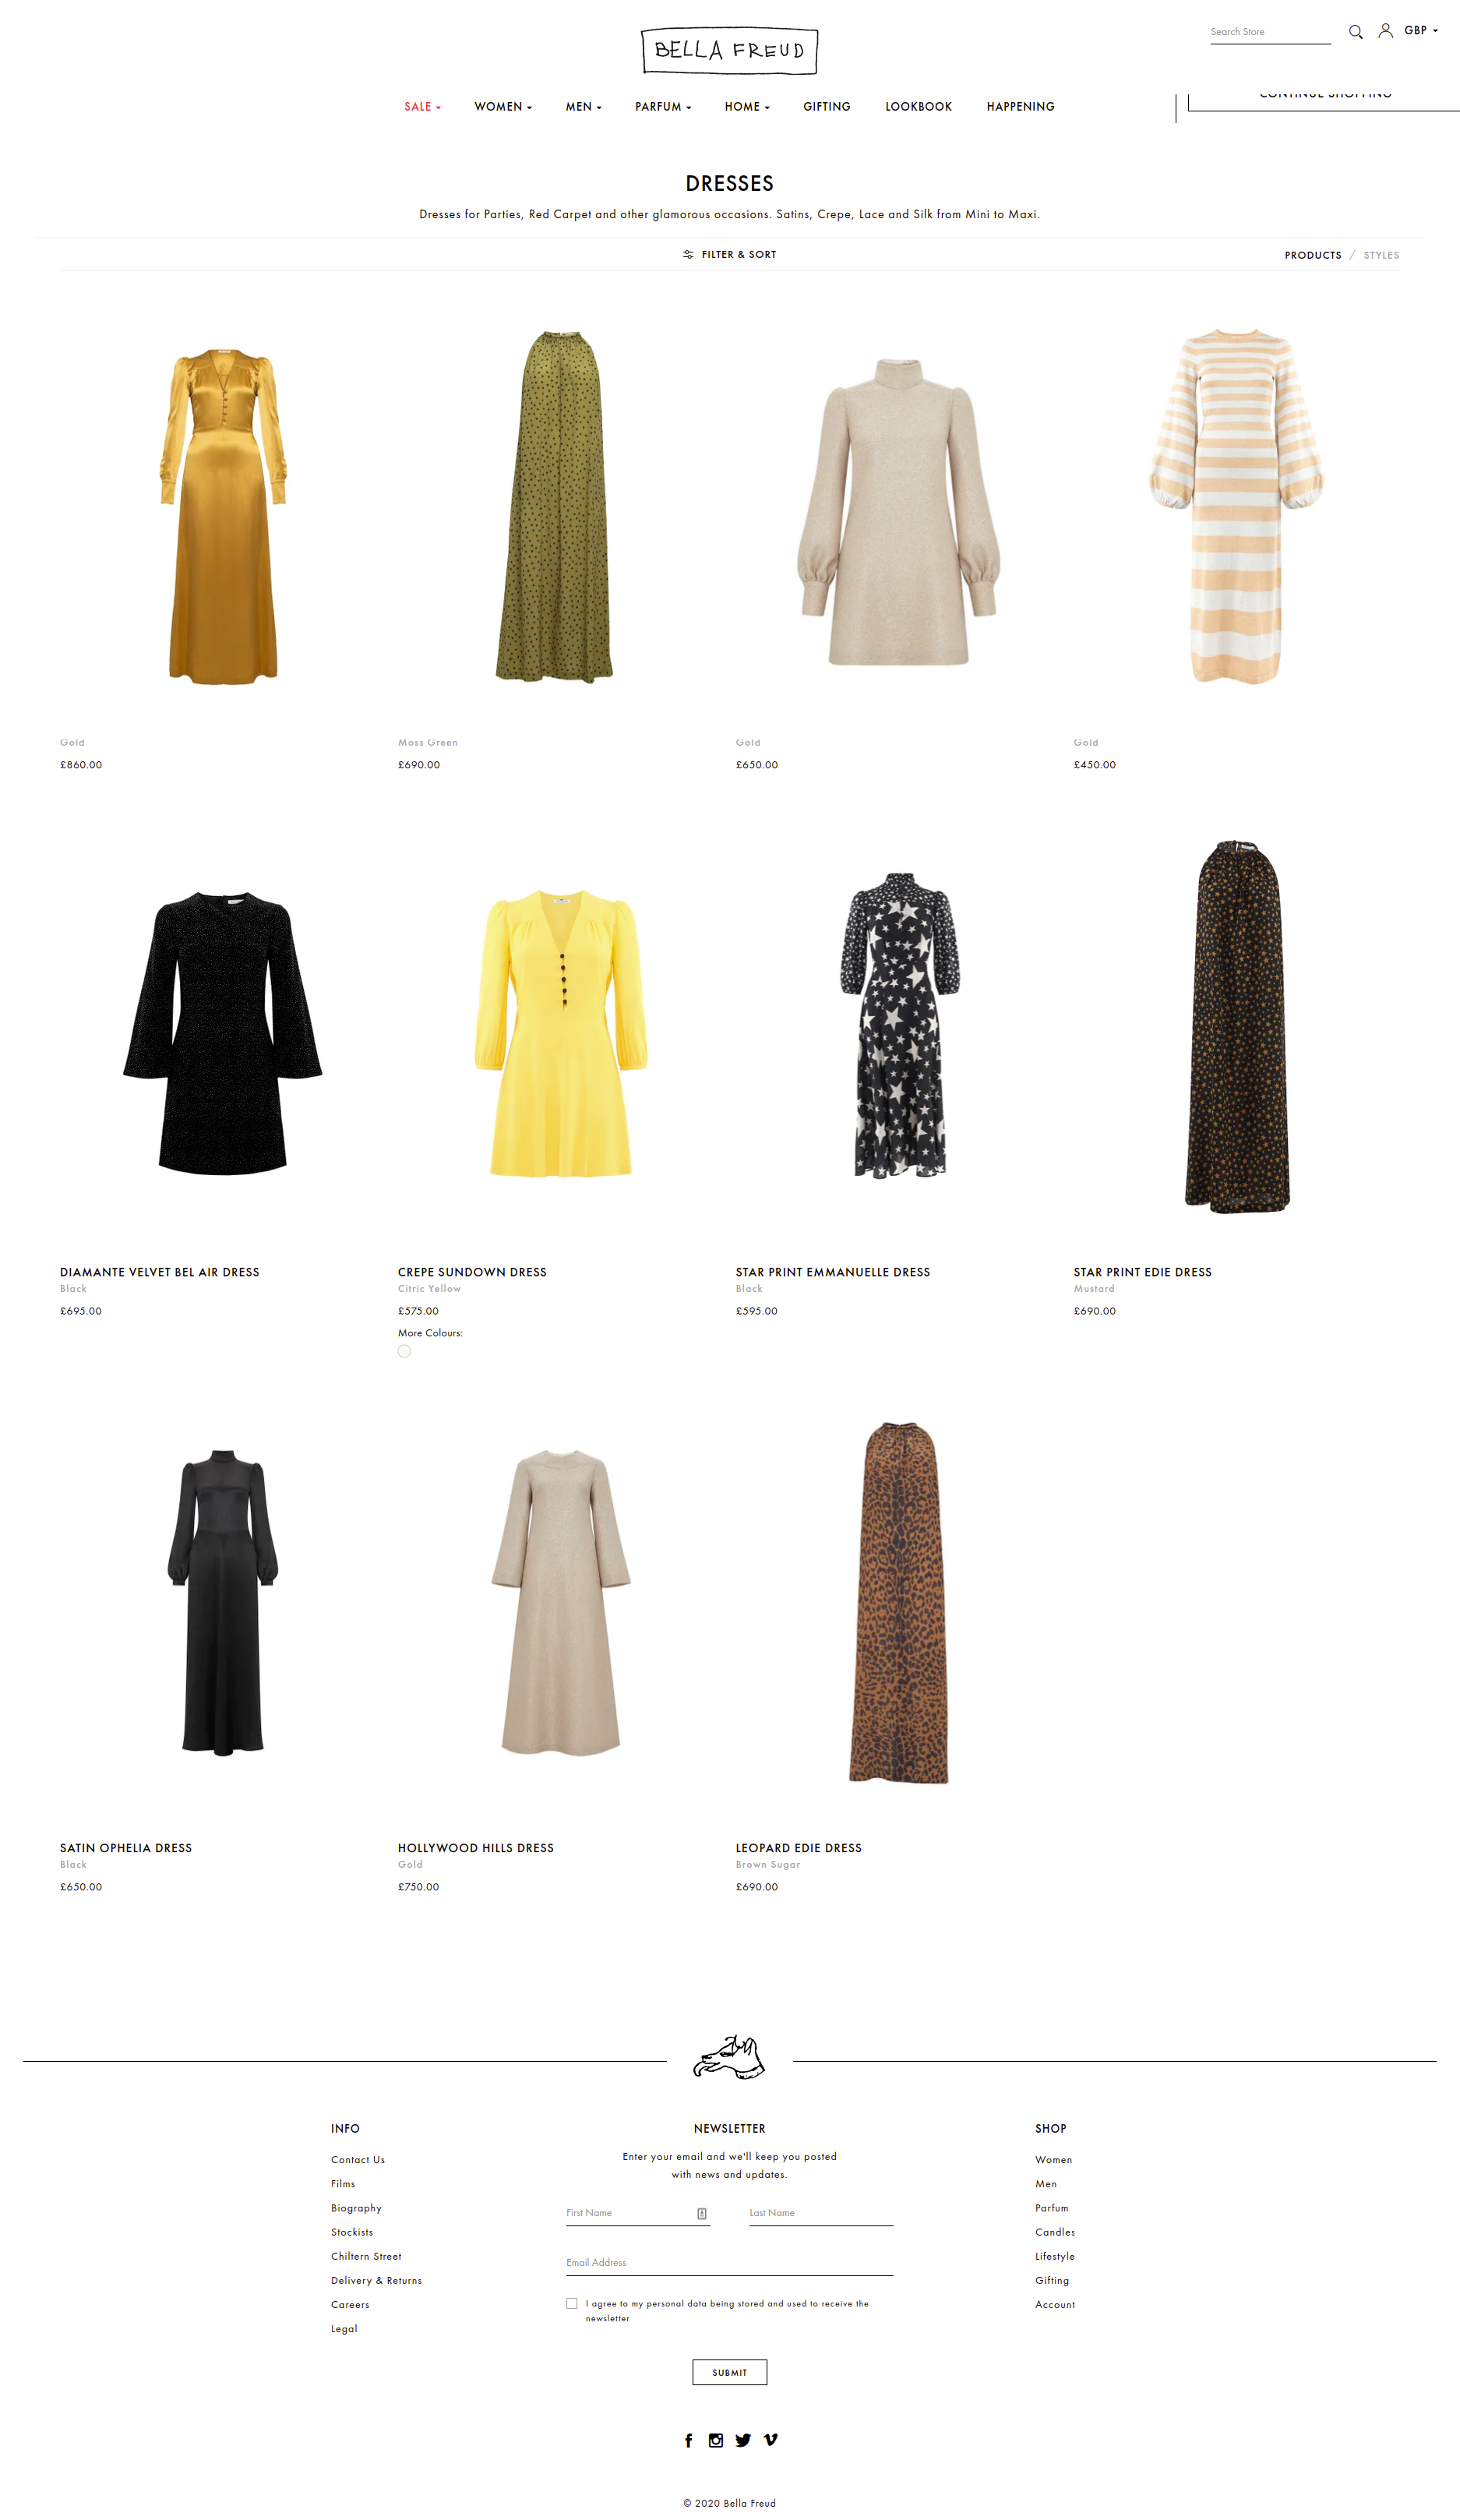 BELLA FREUD
Search Store
GBP
SALE WOMEN MEN PARFUM HOME GIFTING LOOKBOOK HAPPENING
CONTINUE SHOPPING
DRESSES
Dresses for Parties, Red Carpet and other glamorous occasions. Satins, Crepe, Lace and Silk from Mini to Maxi.
FILTER & SORT
PRODUCTS / STYLES
Gold
£860.00
Moss Green
£690.00
Gold
£650.00
Gold
£450.00
DIAMANTE VELVET BEL AIR DRESS
Black
£695.00
CREPE SUNDOWN DRESS
Citric Yellow
£575.00
More Colours:
STAR PRINT EMMANUELLE DRESS
Black
£595.00
STAR PRINT EDIE DRESS
Mustard
£690.00
SATIN OPHELIA DRESS
Black
£650.00
HOLLYWOOD HILLS DRESS
Gold
£750.00
LEOPARD EDIE DRESS
Brown Sugar
£690.00
INFO
Contact Us
Films
Biography
Stockists
Chiltern Street
Delivery & Returns
Careers
Legal
NEWSLETTER
Enter your email and we'll keep you posted
with news and updates.
First Name
Last Name
Email Address
I agree to my personal data being stored and used to receive the
newsletter
SUBMIT
SHOP
Women
Men
Parfum
Candles
Lifestyle
Gifting
Account
© 2020 Bella Freud